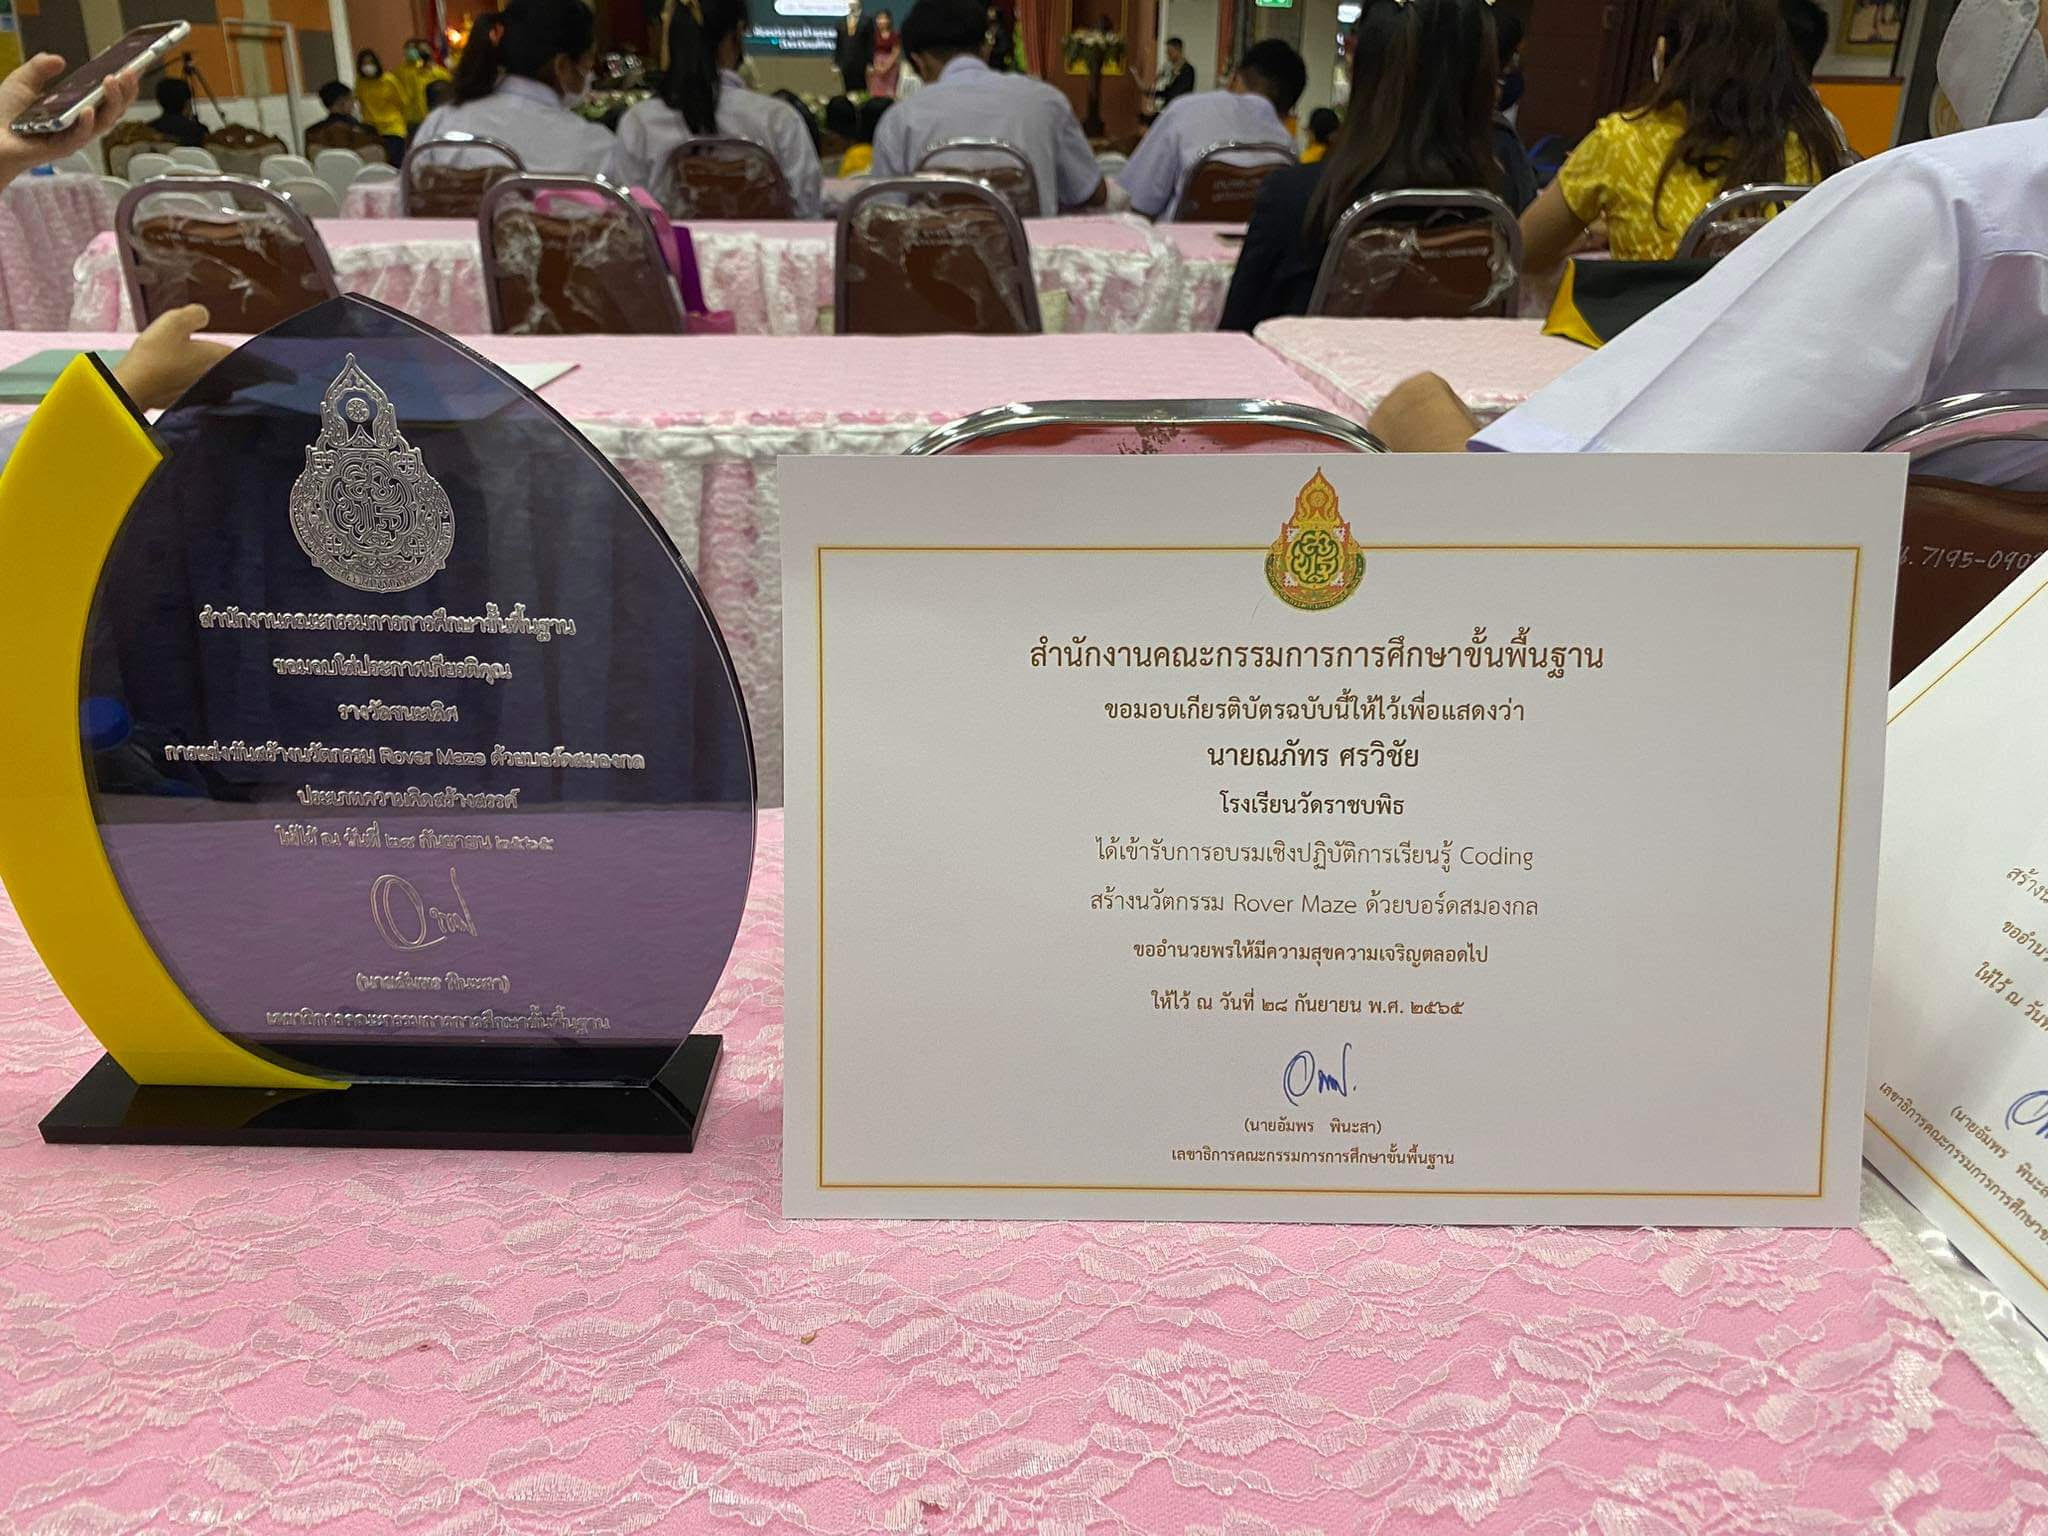 สำนักงานคณะกรรมการการศึกษาขั้นพื้นฐาน
ขอมอบโล่ประกาศเกียรติคุณ
รางวัลชนะเลิศ
การแข่งขันสร้างนวัตกรรม Rover Maze ด้วยบอร์ดสมองกล
ประเภทความคิดสร้างสรรค์
ให้ไว้ ณ วันที่ ๒๘ กันยายน ๒๕๖๕
(นายอัมพร พินะสา)
เลขาธิการคณะกรรมการการศึกษาขั้นพื้นฐาน
สำนักงานคณะกรรมการการศึกษาขั้นพื้นฐาน
ขอมอบเกียรติบัตรฉบับนี้ให้ไว้เพื่อแสดงว่า
นายณภัทร ศรวิชัย
โรงเรียนวัดราชบพิธ
ได้เข้ารับการอบรมเชิงปฏิบัติการเรียนรู้ Coding
สร้างนวัตกรรม Rover Maze ด้วยบอร์ดสมองกล
ขออำนวยพรให้มีความสุขความเจริญตลอดไป
ให้ไว้ ณ วันที่ ๒๘ กันยายน พ.ศ. ๒๕๖๕
(นายอัมพร พินะสา)
เลขาธิการคณะกรรมการการศึกษาขั้นพื้นฐาน
ให้ไว้ ณ
(นายอัมพร
เลขาธิการคณะกรรมการการศึกษา